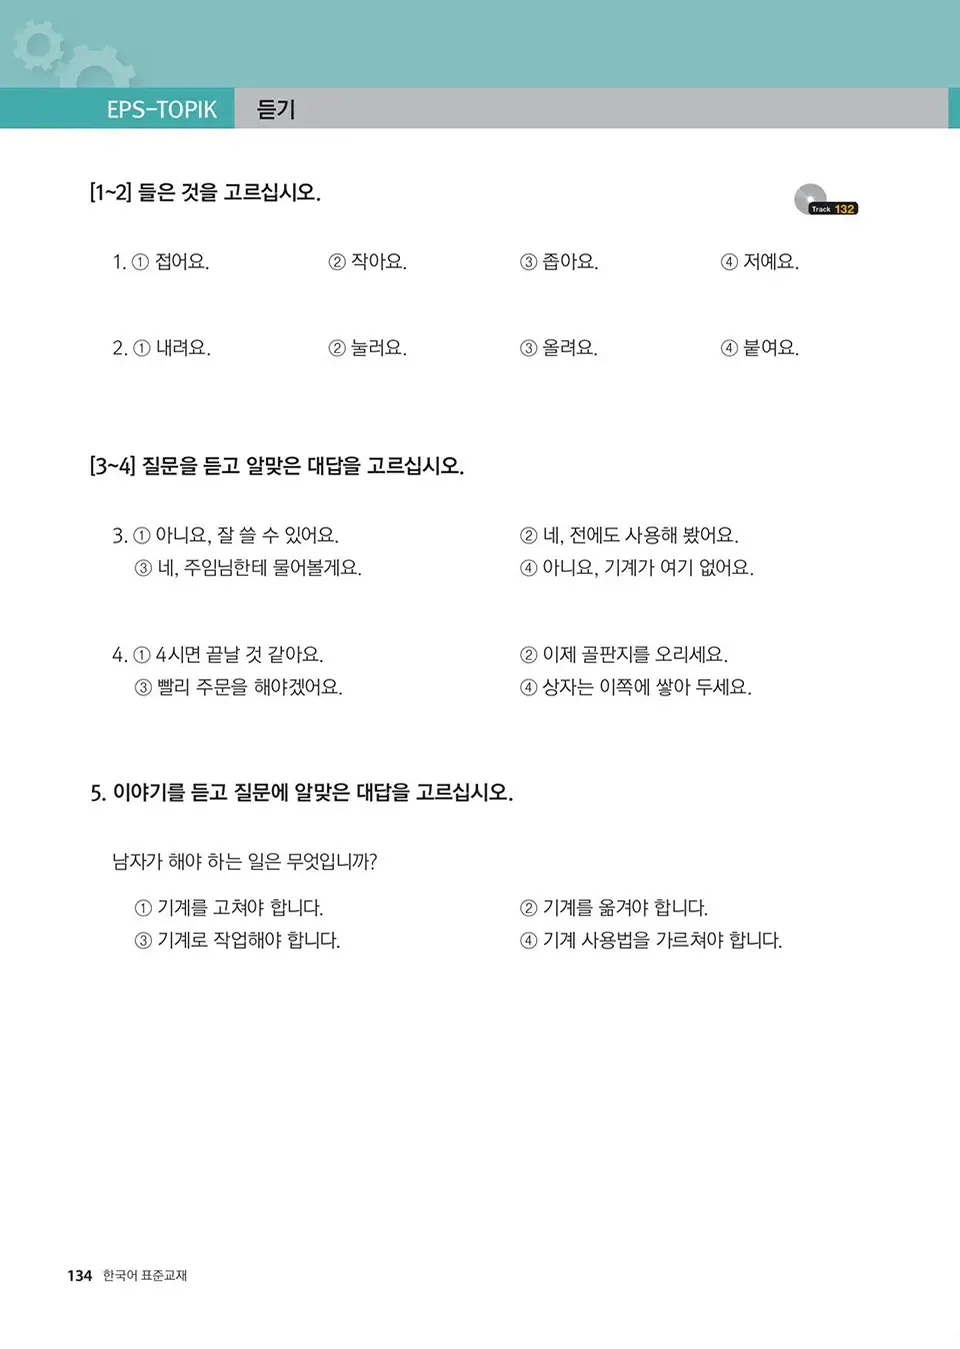 EPS-TOPIK 듣기
[1~2] 들은 것을 고르십시오.
Track 132
1. ① 접어요. ② 작아요. ③ 좁아요. ④ 저예요.
2. ① 내려요. ② 눌러요. ③ 올려요. ④ 붙여요.
[3~4] 질문을 듣고 알맞은 대답을 고르십시오.
3. ① 아니요, 잘 쓸 수 있어요. ② 네, 전에도 사용해 봤어요.
③ 네, 주임님한테 물어볼게요. ④ 아니요, 기계가 여기 없어요.
4. ① 4시면 끝날 것 같아요. ② 이제 골판지를 오리세요.
③ 빨리 주문을 해야겠어요. ④ 상자는 이쪽에 쌓아 두세요.
5. 이야기를 듣고 질문에 알맞은 대답을 고르십시오.
남자가 해야 하는 일은 무엇입니까?
① 기계를 고쳐야 합니다. ② 기계를 옮겨야 합니다.
③ 기계로 작업해야 합니다. ④ 기계 사용법을 가르쳐야 합니다.
134 한국어 표준교재